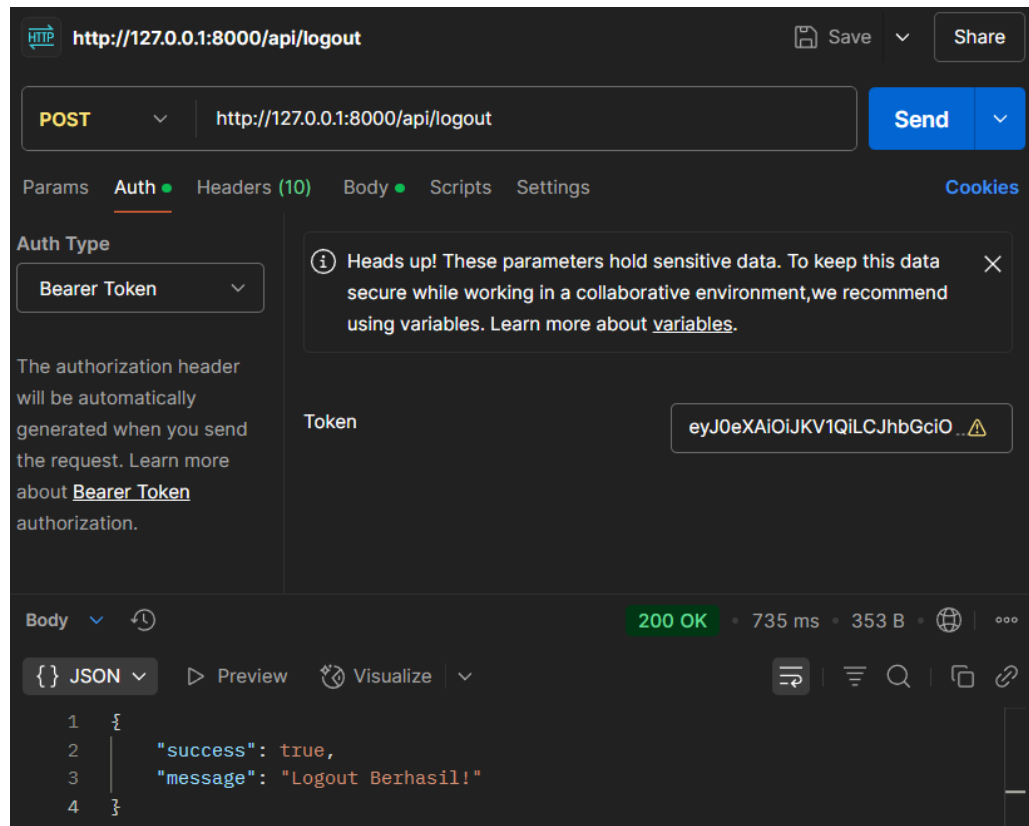 HTTP http://127.0.0.1:8000/api/logout Save Share
POST http://127.0.0.1:8000/api/logout Send
Params Auth Headers (10) Body Scripts Settings Cookies
Auth Type
Bearer Token
The authorization header
will be automatically
generated when you send
the request. Learn more
about Bearer Token
authorization.
Heads up! These parameters hold sensitive data. To keep this data
secure while working in a collaborative environment,we recommend
using variables. Learn more about variables.
Token eyJ0eXAiOiJKV1QiLCJhbGciO...
Body 200 OK • 735 ms • 353 B
{} JSON Preview Visualize
1 {
2 "success": true,
3 "message": "Logout Berhasil!"
4 }